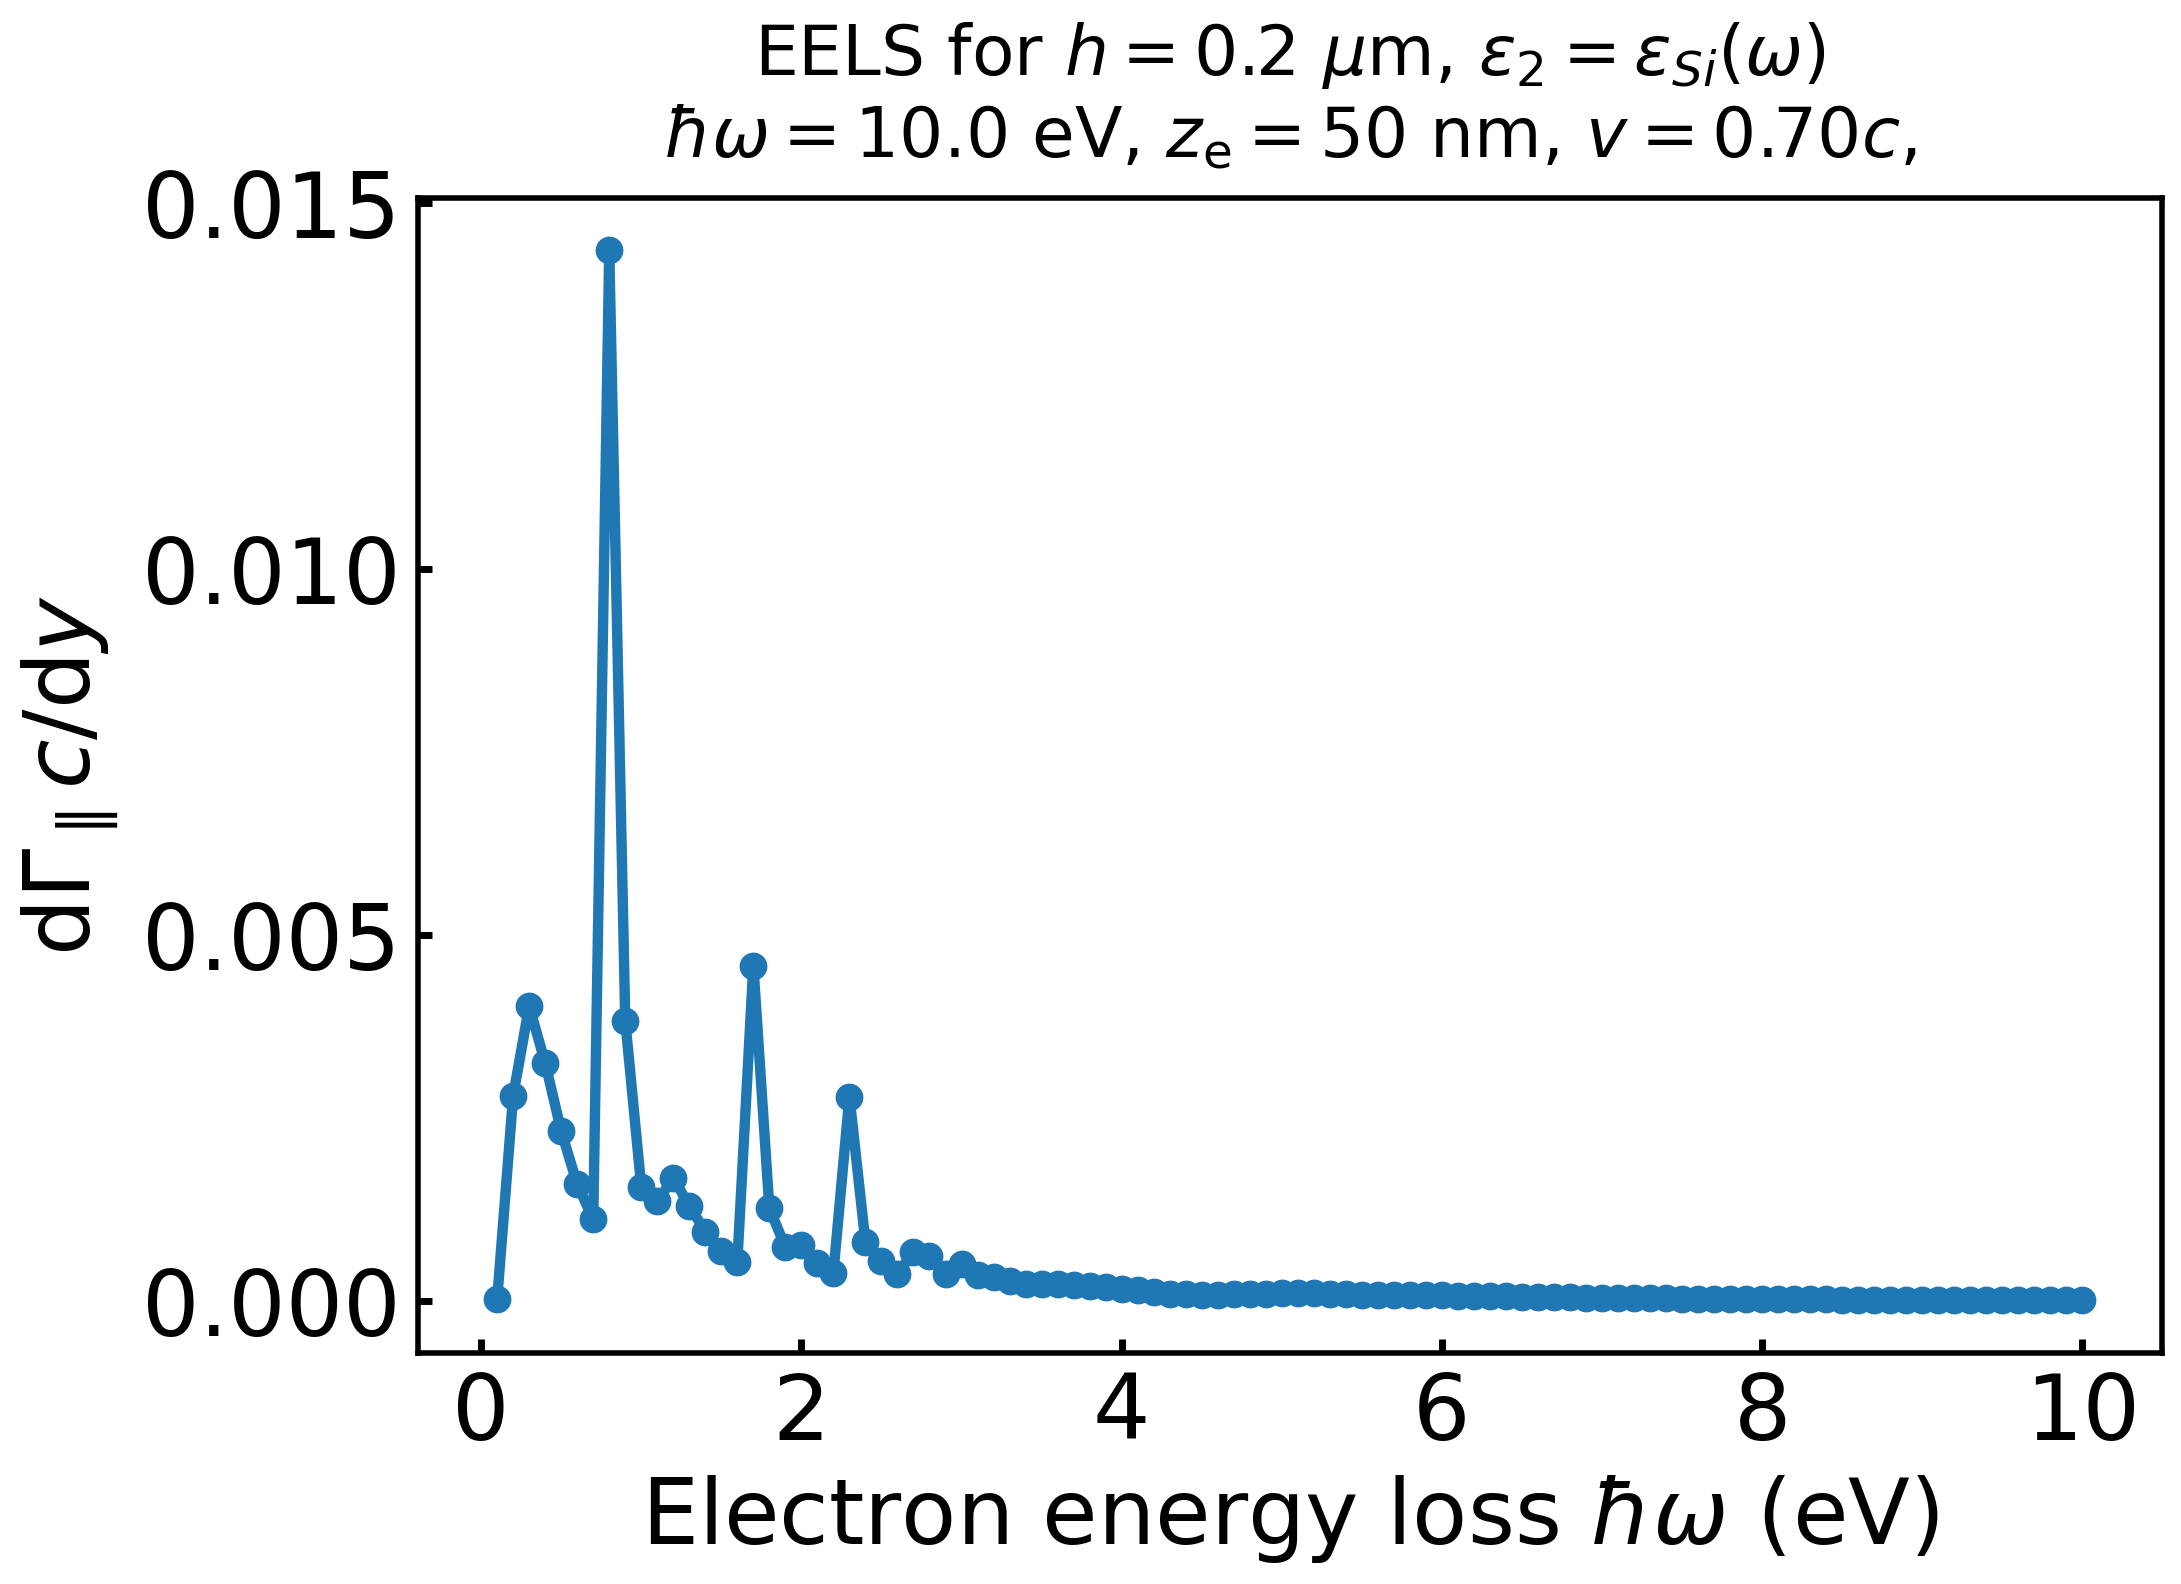 EELS for h = 0.2 μm, ε₂ = ε_Si(ω)
ħω = 10.0 eV, z_e = 50 nm, v = 0.70c,
0.015
0.010
0.005
0.000
dΓ∥c/dy
0 2 4 6 8 10
Electron energy loss ħω (eV)